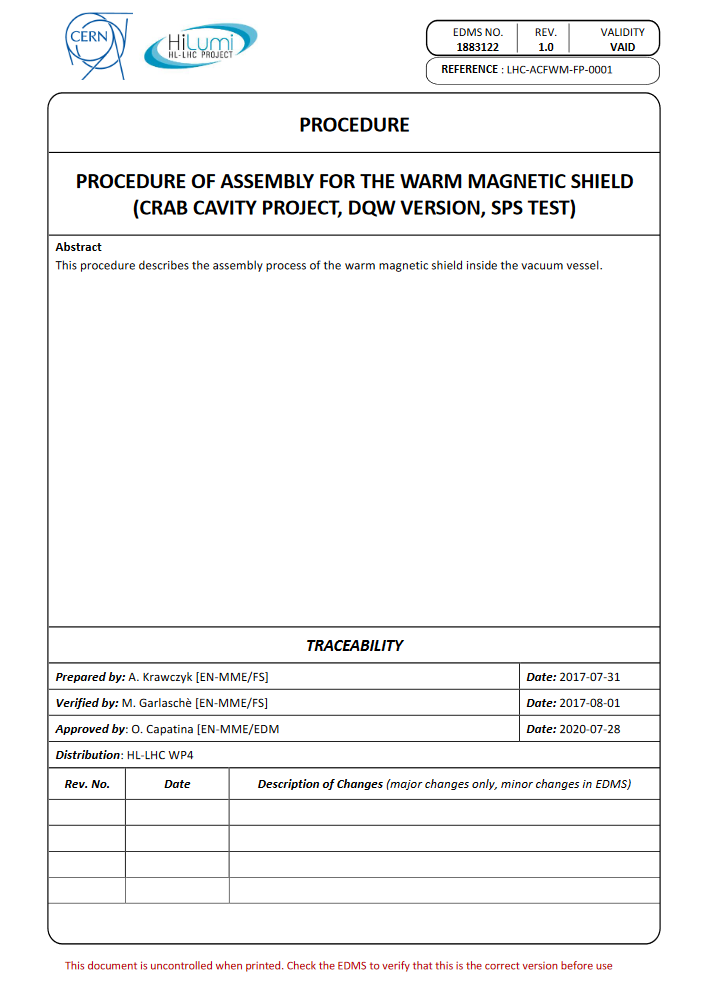 CERN
HiLumi
HL-LHC PROJECT
EDMS NO. REV. VALIDITY
1883122 1.0 VAID
REFERENCE : LHC-ACFWM-FP-0001
PROCEDURE
PROCEDURE OF ASSEMBLY FOR THE WARM MAGNETIC SHIELD
(CRAB CAVITY PROJECT, DQW VERSION, SPS TEST)
Abstract
This procedure describes the assembly process of the warm magnetic shield inside the vacuum vessel.
TRACEABILITY
Prepared by: A. Krawczyk [EN-MME/FS] Date: 2017-07-31
Verified by: M. Garlaschè [EN-MME/FS] Date: 2017-08-01
Approved by: O. Capatina [EN-MME/EDM Date: 2020-07-28
Distribution: HL-LHC WP4
Rev. No. Date Description of Changes (major changes only, minor changes in EDMS)
This document is uncontrolled when printed. Check the EDMS to verify that this is the correct version before use